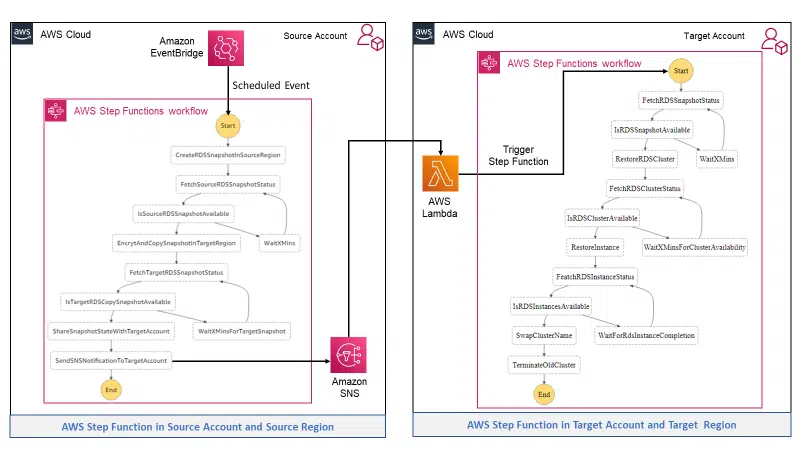 aws
AWS Cloud
Amazon
EventBridge
Source Account
Scheduled Event
AWS Step Functions workflow
Start
CreateRDSSnapshotInSourceRegion
FetchSourceRDSSnapshotStatus
IsSourceRDSSnapshotAvailable
EncrytAndCopySnapshotInTargetRegion
WaitXMins
FetchTargetRDSSnapshotStatus
IsTargetRDSCopySnapshotAvailable
ShareSnapshotStateWithTargetAccount
WaitXMinsForTargetSnapshot
SendSNSNotificationToTargetAccount
End
Amazon
SNS
AWS Step Function in Source Account and Source Region
aws
AWS Cloud
Target Account
AWS Step Functions workflow
Start
FetchRDSSnapshotStatus
IsRDSSnapshotAvailable
RestoreRDSCluster
WaitXMins
Trigger
Step Function
AWS
Lambda
FetchRDSClusterStatus
IsRDSClusterAvailable
RestoreInstance
WaitXMinsForClusterAvailability
FeatchRDSInstanceStatus
IsRDSInstancesAvailable
SwapClusterName
WaitForRdsInstanceCompletion
TerminateOldCluster
End
AWS Step Function in Target Account and Target Region